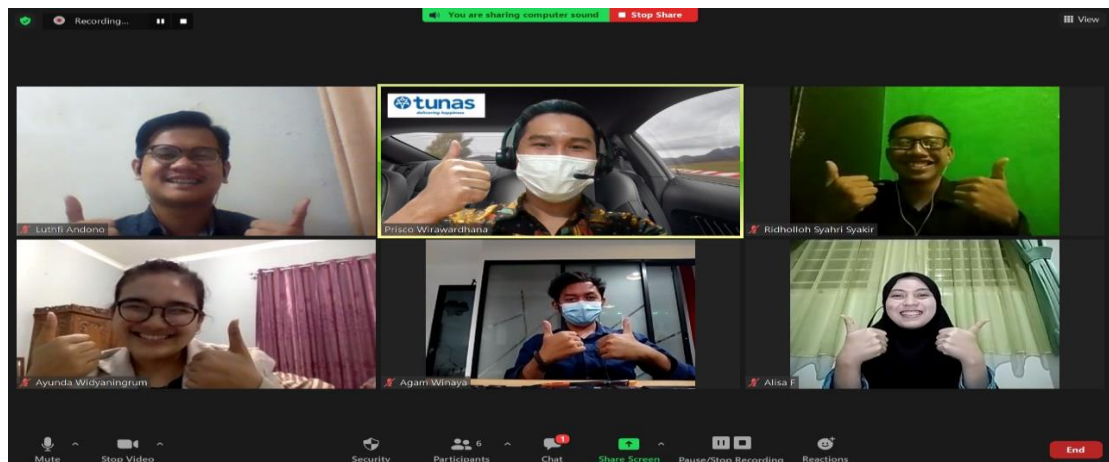 Recording...
You are sharing computer sound
Stop Share
View
tunas
delivering happiness
Luthfi Andono
Prisco Wirawardhana
Ridholloh Syahri Syakir
Ayunda Widyaningrum
Agam Winaya
Alisa F
Mute
Stop Video
Security
Participants
6
Chat
1
Share Screen
Pause/Stop Recording
Reactions
End